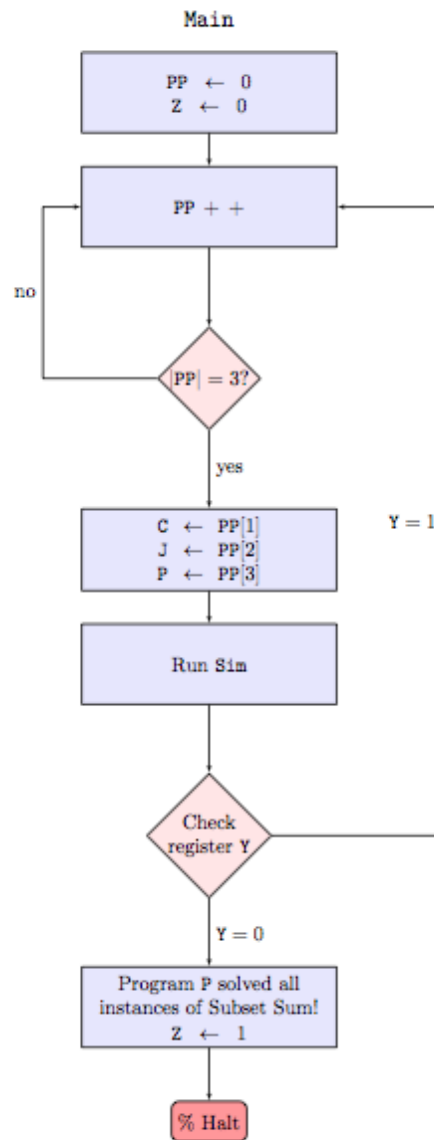 Main
PP ← 0
Z ← 0
PP + +
no
|PP| = 3?
yes
C ← PP[1]
J ← PP[2]
P ← PP[3]
Y = 1
Run Sim
Check
register Y
Y = 0
Program P solved all
instances of Subset Sum!
Z ← 1
% Halt